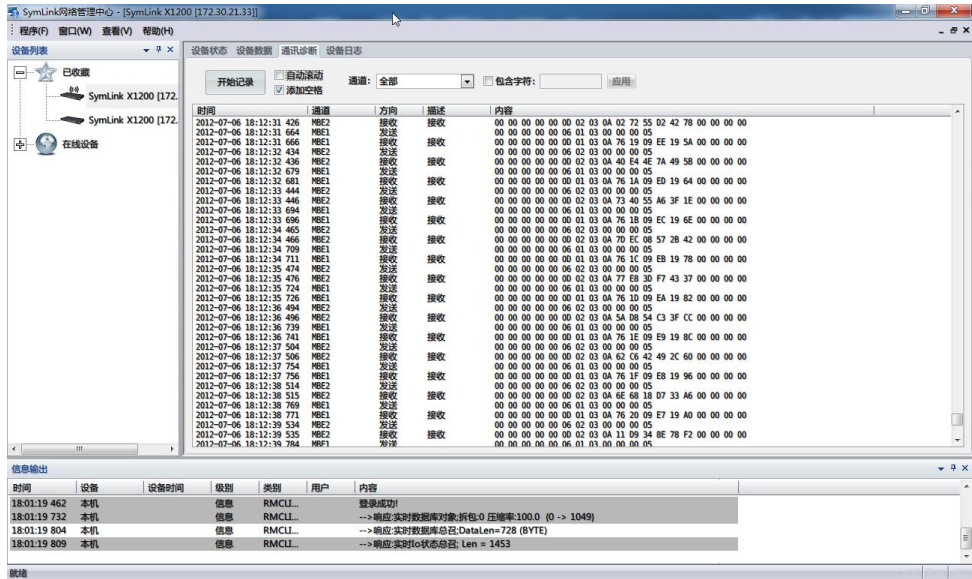 SymLink网络管理中心 - [SymLink X1200 [172.30.21.33]]
程序(F) 窗口(W) 查看(V) 帮助(H)
设备列表
已收藏
SymLink X1200 [172.
SymLink X1200 [172.
在线设备
设备状态 设备数据 通讯诊断 设备日志
开始记录 自动滚动 添加空格 通道: 全部 包含字符: 应用
时间 通道 方向 描述 内容
2012-07-06 18:12:31 426 MBE2 接收 接收 00 00 00 00 00 0D 02 03 0A 02 72 55 D2 42 78 00 00 00 00
2012-07-06 18:12:31 664 MBE1 发送 00 00 00 00 00 06 01 03 00 00 00 05
2012-07-06 18:12:31 666 MBE1 接收 接收 00 00 00 00 00 0D 01 03 0A 76 19 09 EE 19 5A 00 00 00 00
2012-07-06 18:12:32 434 MBE2 发送 00 00 00 00 00 06 02 03 00 00 00 05
2012-07-06 18:12:32 436 MBE2 接收 接收 00 00 00 00 00 0D 02 03 0A 40 E4 4E 7A 49 5B 00 00 00 00
2012-07-06 18:12:32 679 MBE1 发送 00 00 00 00 00 06 01 03 00 00 00 05
2012-07-06 18:12:32 681 MBE1 接收 接收 00 00 00 00 00 0D 01 03 0A 76 1A 09 ED 19 64 00 00 00 00
2012-07-06 18:12:33 444 MBE2 发送 00 00 00 00 00 06 02 03 00 00 00 05
2012-07-06 18:12:33 446 MBE2 接收 接收 00 00 00 00 00 0D 02 03 0A 73 40 55 A6 3F 1E 00 00 00 00
2012-07-06 18:12:33 694 MBE1 发送 00 00 00 00 00 06 01 03 00 00 00 05
2012-07-06 18:12:33 696 MBE1 接收 接收 00 00 00 00 00 0D 01 03 0A 76 1B 09 EC 19 6E 00 00 00 00
2012-07-06 18:12:34 465 MBE2 发送 00 00 00 00 00 06 02 03 00 00 00 05
2012-07-06 18:12:34 466 MBE2 接收 接收 00 00 00 00 00 0D 02 03 0A 7D EC 08 57 2B 42 00 00 00 00
2012-07-06 18:12:34 709 MBE1 发送 00 00 00 00 00 06 01 03 00 00 00 05
2012-07-06 18:12:34 711 MBE1 接收 接收 00 00 00 00 00 0D 01 03 0A 76 1C 09 EB 19 78 00 00 00 00
2012-07-06 18:12:35 474 MBE2 发送 00 00 00 00 00 06 02 03 00 00 00 05
2012-07-06 18:12:35 476 MBE2 接收 接收 00 00 00 00 00 0D 02 03 0A 77 E8 3D F7 43 37 00 00 00 00
2012-07-06 18:12:35 724 MBE1 发送 00 00 00 00 00 06 01 03 00 00 00 05
2012-07-06 18:12:35 726 MBE1 接收 接收 00 00 00 00 00 0D 01 03 0A 76 1D 09 EA 19 82 00 00 00 00
2012-07-06 18:12:36 494 MBE2 发送 00 00 00 00 00 06 02 03 00 00 00 05
2012-07-06 18:12:36 496 MBE2 接收 接收 00 00 00 00 00 0D 02 03 0A 5A D8 54 C3 3F CC 00 00 00 00
2012-07-06 18:12:36 739 MBE1 发送 00 00 00 00 00 06 01 03 00 00 00 05
2012-07-06 18:12:36 741 MBE1 接收 接收 00 00 00 00 00 0D 01 03 0A 76 1E 09 E9 19 8C 00 00 00 00
2012-07-06 18:12:37 504 MBE2 发送 00 00 00 00 00 06 02 03 00 00 00 05
2012-07-06 18:12:37 506 MBE2 接收 接收 00 00 00 00 00 0D 02 03 0A 62 C6 42 49 2C 60 00 00 00 00
2012-07-06 18:12:37 754 MBE1 发送 00 00 00 00 00 06 01 03 00 00 00 05
2012-07-06 18:12:37 756 MBE1 接收 接收 00 00 00 00 00 0D 01 03 0A 76 1F 09 E8 19 96 00 00 00 00
2012-07-06 18:12:38 514 MBE2 发送 00 00 00 00 00 06 02 03 00 00 00 05
2012-07-06 18:12:38 515 MBE2 接收 接收 00 00 00 00 00 0D 02 03 0A 6E 68 18 D7 33 A6 00 00 00 00
2012-07-06 18:12:38 769 MBE1 发送 00 00 00 00 00 06 01 03 00 00 00 05
2012-07-06 18:12:38 771 MBE1 接收 接收 00 00 00 00 00 0D 01 03 0A 76 20 09 E7 19 A0 00 00 00 00
2012-07-06 18:12:39 534 MBE2 发送 00 00 00 00 00 06 02 03 00 00 00 05
2012-07-06 18:12:39 535 MBE2 接收 接收 00 00 00 00 00 0D 02 03 0A 11 D9 34 8E 78 F2 00 00 00 00
2012-07-06 18:12:39 784 MBE1 发送 00 00 00 00 00 06 01 03 00 00 00 05
信息输出
时间 设备 设备时间 级别 类别 用户 内容
18:01:19 462 本机 信息 RMCLI... 登录成功!
18:01:19 732 本机 信息 RMCLI... -->响应:实时数据库对象;拆包:0 压缩率:100.0 (0 -> 1049)
18:01:19 804 本机 信息 RMCLI... -->响应:实时数据库总召;DataLen=728 (BYTE)
18:01:19 809 本机 信息 RMCLI... -->响应:实时Io状态总召; Len = 1453
就绪